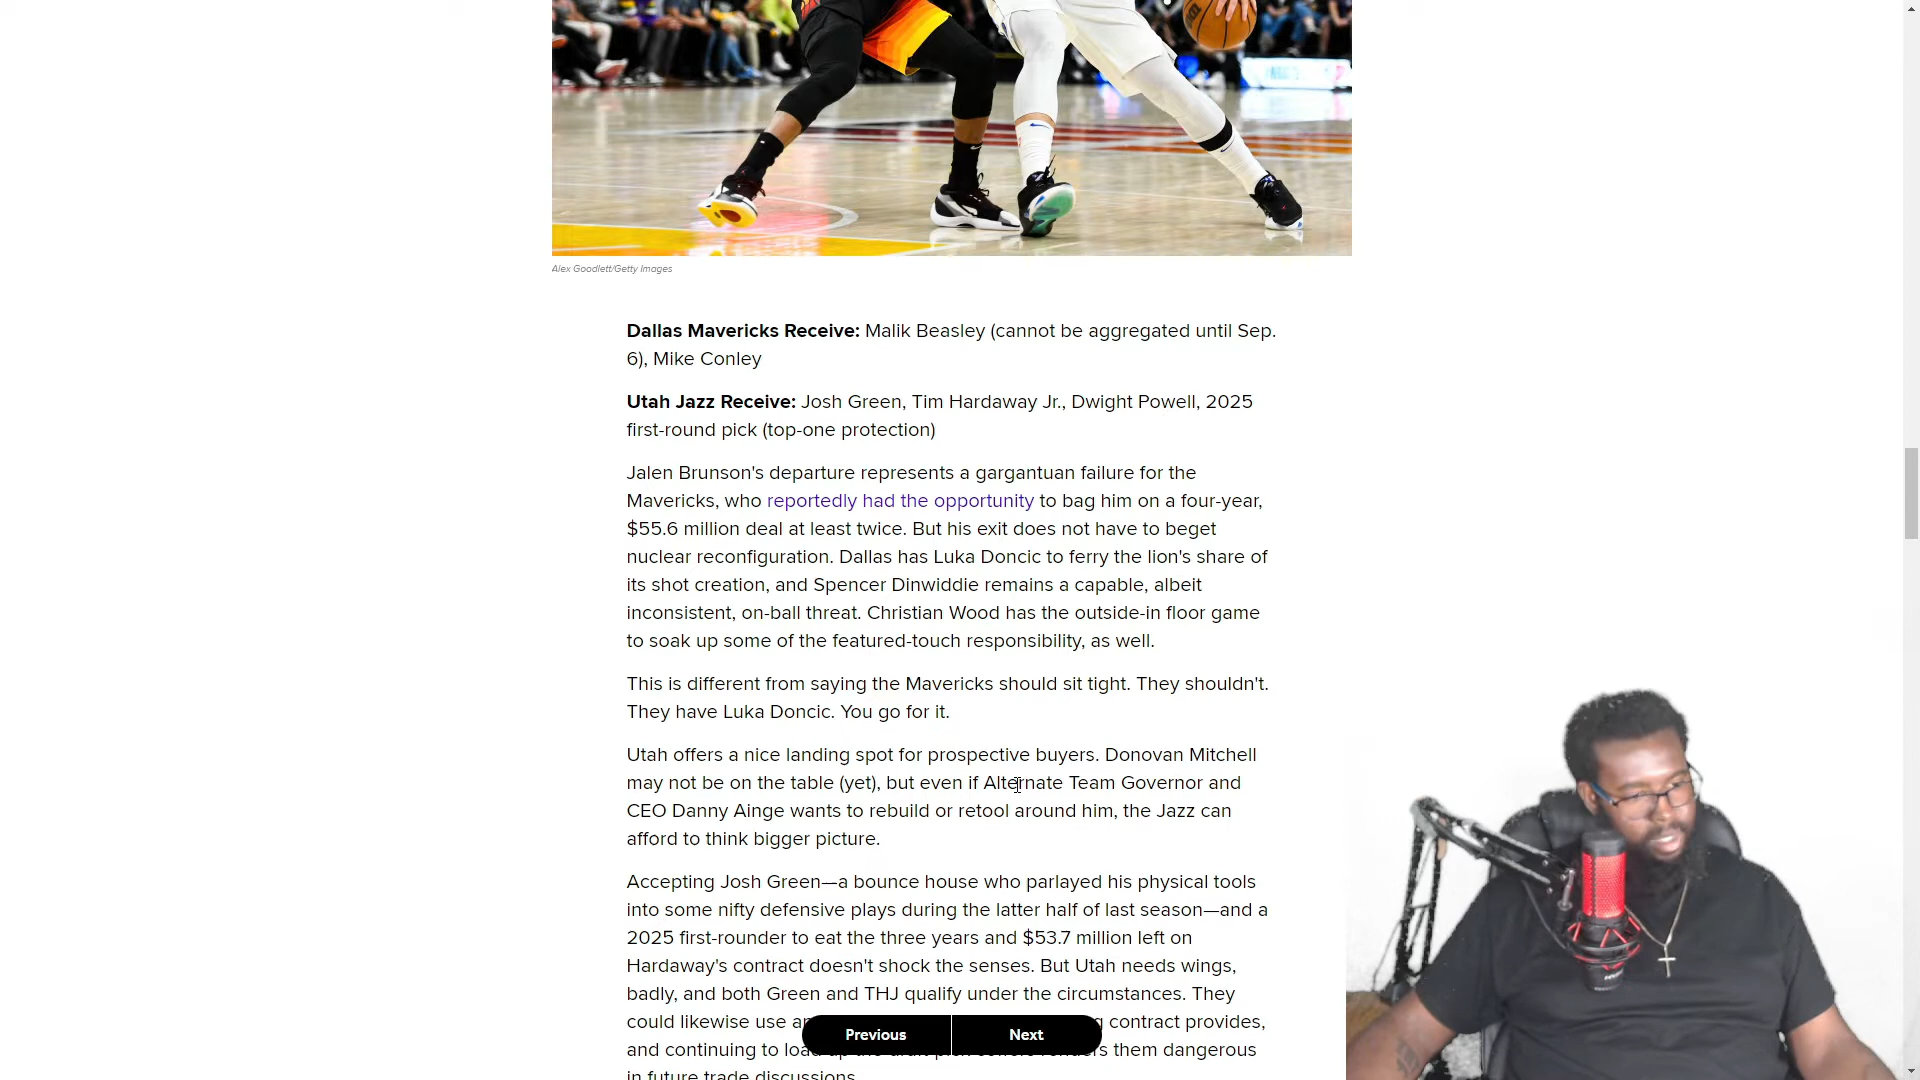 Alex Goodlett/Getty Images
Dallas Mavericks Receive: Malik Beasley (cannot be aggregated until Sep.
6), Mike Conley
Utah Jazz Receive: Josh Green, Tim Hardaway Jr., Dwight Powell, 2025
first-round pick (top-one protection)
Jalen Brunson's departure represents a gargantuan failure for the
Mavericks, who reportedly had the opportunity to bag him on a four-year,
$55.6 million deal at least twice. But his exit does not have to beget
nuclear reconfiguration. Dallas has Luka Doncic to ferry the lion's share of
its shot creation, and Spencer Dinwiddie remains a capable, albeit
inconsistent, on-ball threat. Christian Wood has the outside-in floor game
to soak up some of the featured-touch responsibility, as well.
This is different from saying the Mavericks should sit tight. They shouldn't.
They have Luka Doncic. You go for it.
Utah offers a nice landing spot for prospective buyers. Donovan Mitchell
may not be on the table (yet), but even if Alternate Team Governor and
CEO Danny Ainge wants to rebuild or retool around him, the Jazz can
afford to think bigger picture.
Accepting Josh Green—a bounce house who parlayed his physical tools
into some nifty defensive plays during the latter half of last season—and a
2025 first-rounder to eat the three years and $53.7 million left on
Hardaway's contract doesn't shock the senses. But Utah needs wings,
badly, and both Green and THJ qualify under the circumstances. They
could likewise use contract provides,
Previous Next
and continuing to them dangerous
in future trade discussions.